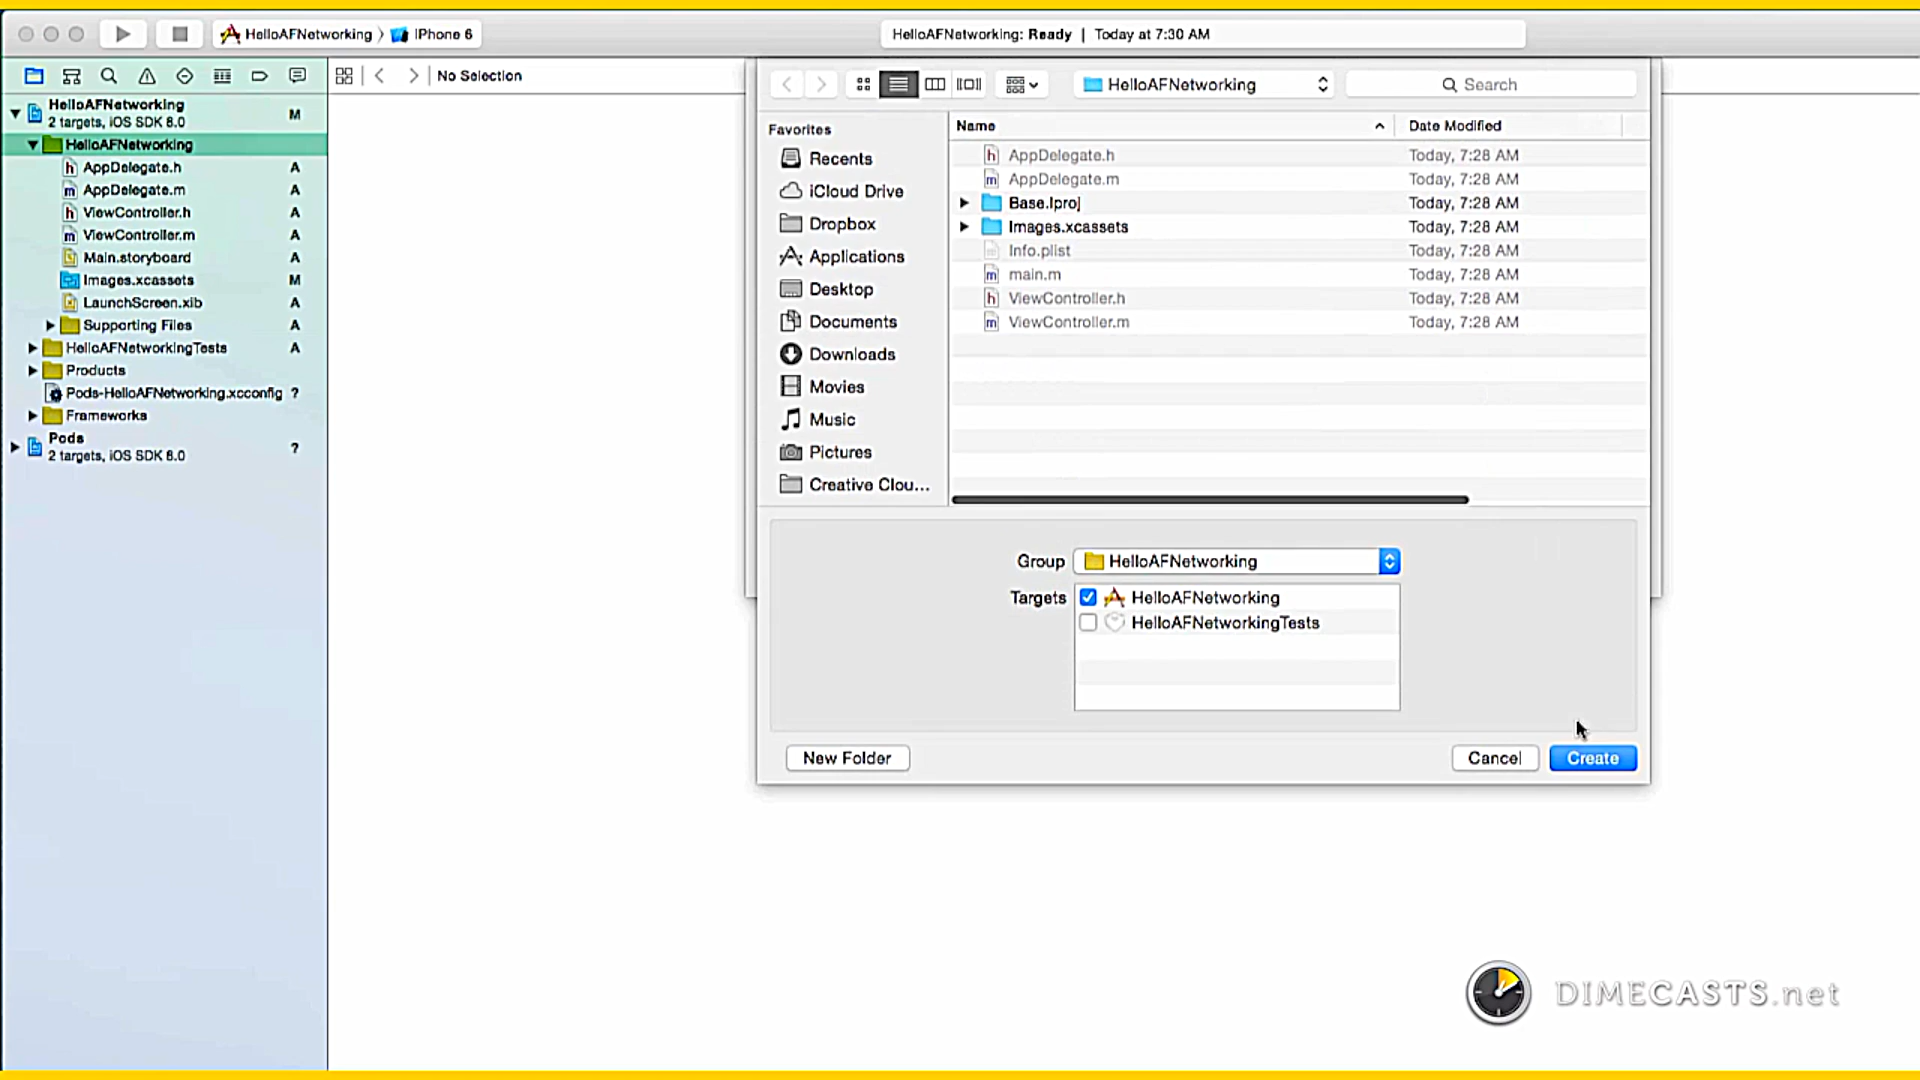 HelloAFNetworking 〉 iPhone 6
HelloAFNetworking: Ready | Today at 7:30 AM
No Selection
HelloAFNetworking
Search
HelloAFNetworking M
2 targets, iOS SDK 8.0
HelloAFNetworking
AppDelegate.h A
AppDelegate.m A
ViewController.h A
ViewController.m A
Main.storyboard A
Images.xcassets M
LaunchScreen.xib A
Supporting Files A
HelloAFNetworkingTests A
Products
Pods-HelloAFNetworking.xcconfig ?
Frameworks
Pods ?
2 targets, iOS SDK 8.0
Favorites
Recents
iCloud Drive
Dropbox
Applications
Desktop
Documents
Downloads
Movies
Music
Pictures
Creative Clou...
Name Date Modified
AppDelegate.h Today, 7:28 AM
AppDelegate.m Today, 7:28 AM
Base.lproj Today, 7:28 AM
Images.xcassets Today, 7:28 AM
Info.plist Today, 7:28 AM
main.m Today, 7:28 AM
ViewController.h Today, 7:28 AM
ViewController.m Today, 7:28 AM
Group HelloAFNetworking
Targets HelloAFNetworking
HelloAFNetworkingTests
New Folder Cancel Create
DIMECASTS.net